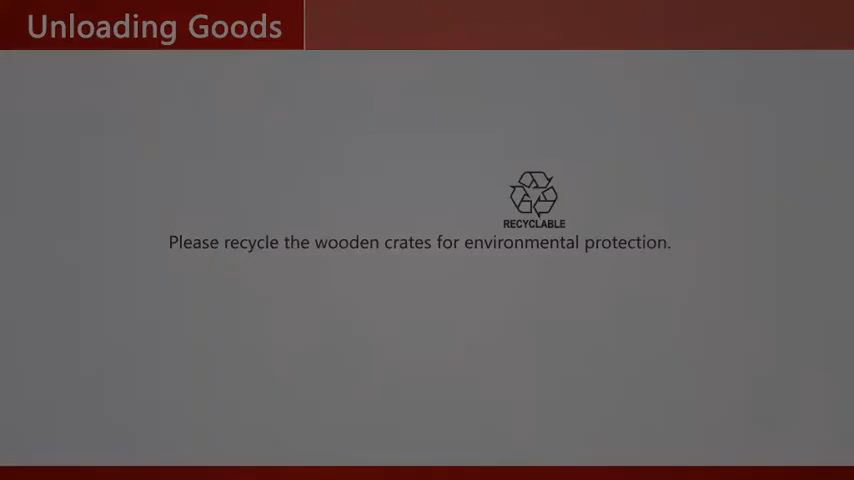 Unloading Goods
RECYCLABLE
Please recycle the wooden crates for environmental protection.